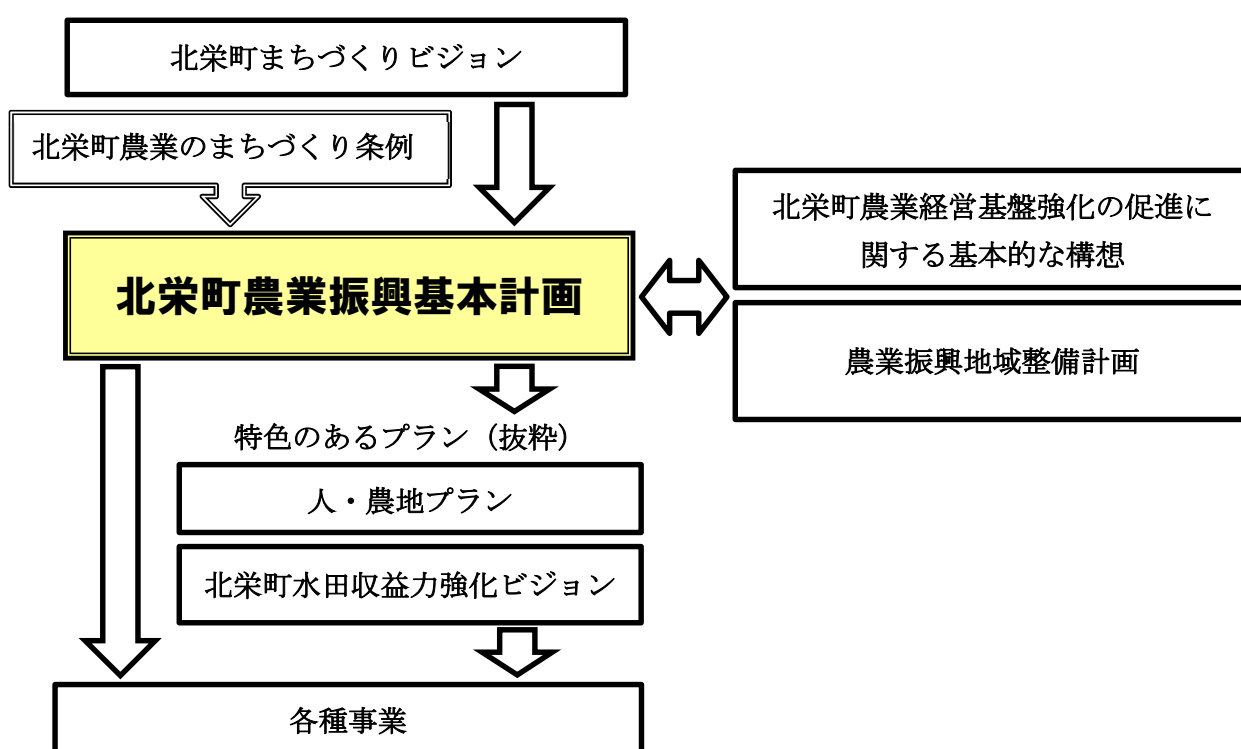 北栄町まちづくりビジョン
北栄町農業のまちづくり条例
北栄町農業振興基本計画
北栄町農業経営基盤強化の促進に
関する基本的な構想
農業振興地域整備計画
特色のあるプラン（抜粋）
人・農地プラン
北栄町水田収益力強化ビジョン
各種事業